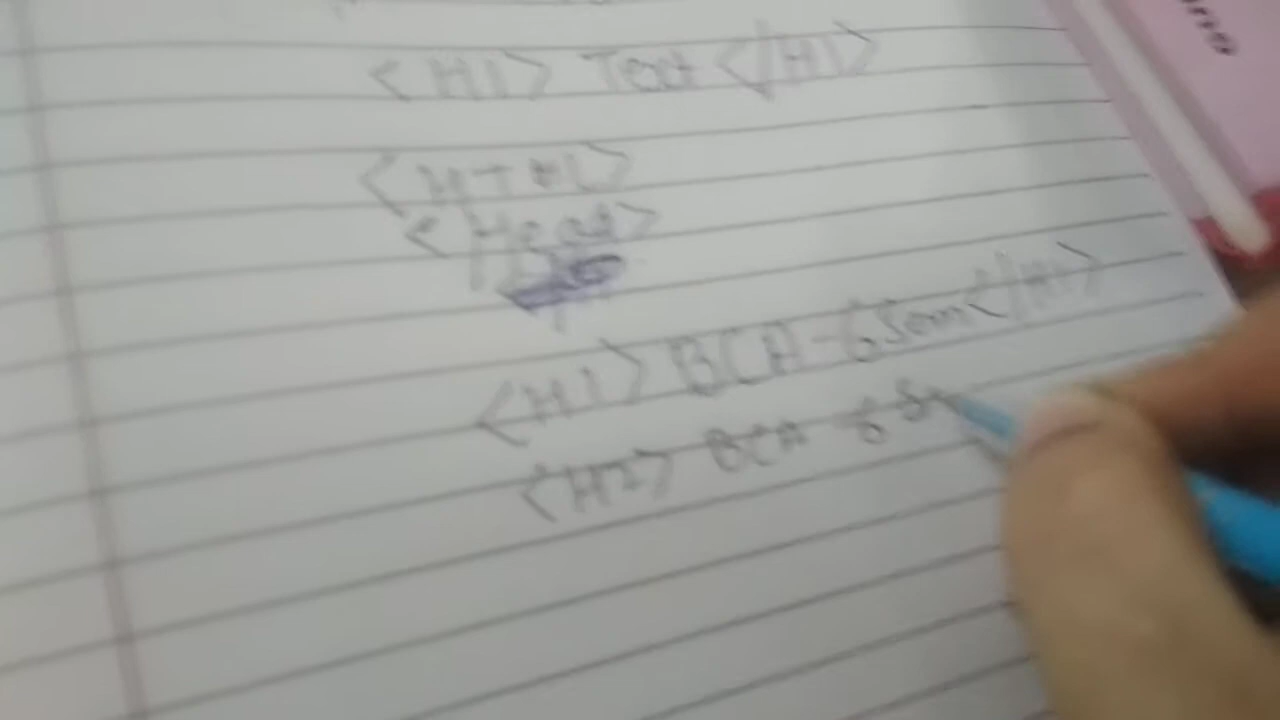 <H1> Text </H1>
<HTML>
<Head>
<H1> BCA-6 Sem </H1>
<H2> BCA 6 S